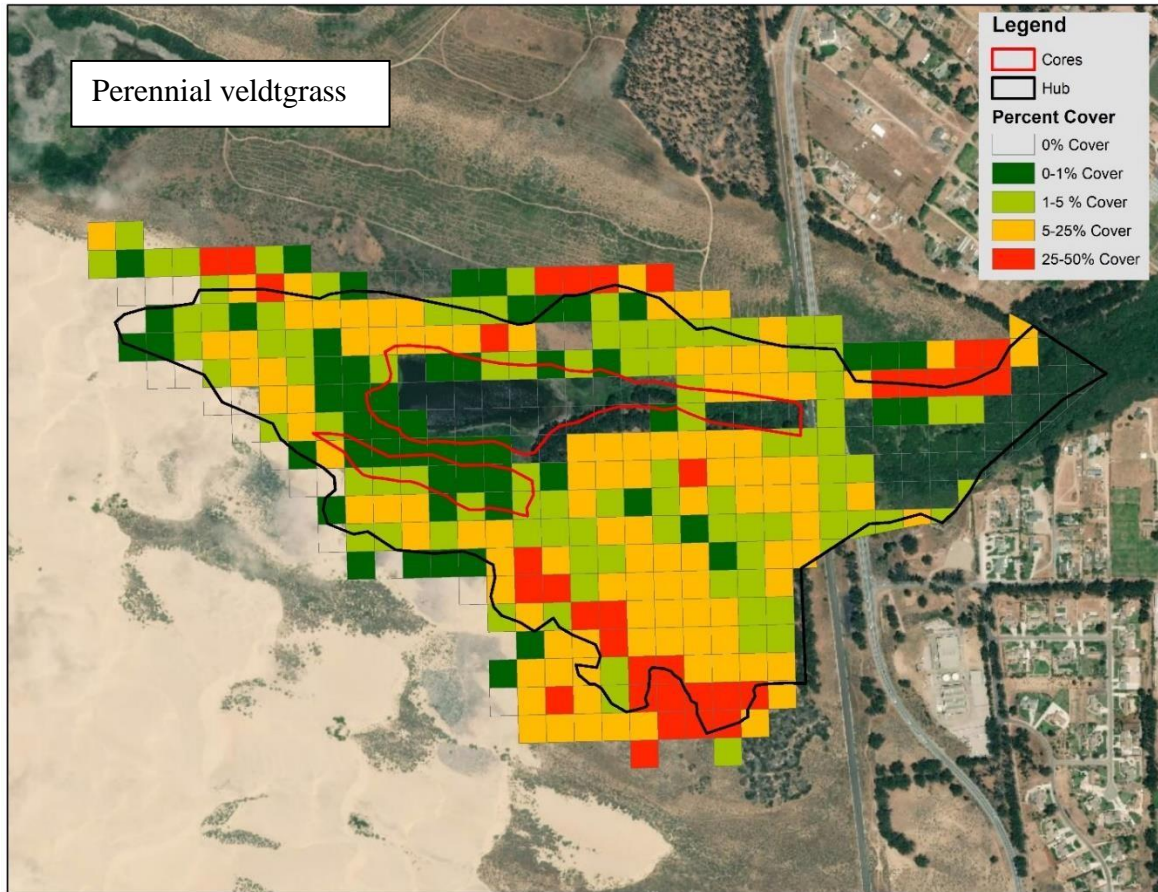 Perennial veldtgrass
Legend
Cores
Hub
Percent Cover
0% Cover
0-1% Cover
1-5 % Cover
5-25% Cover
25-50% Cover